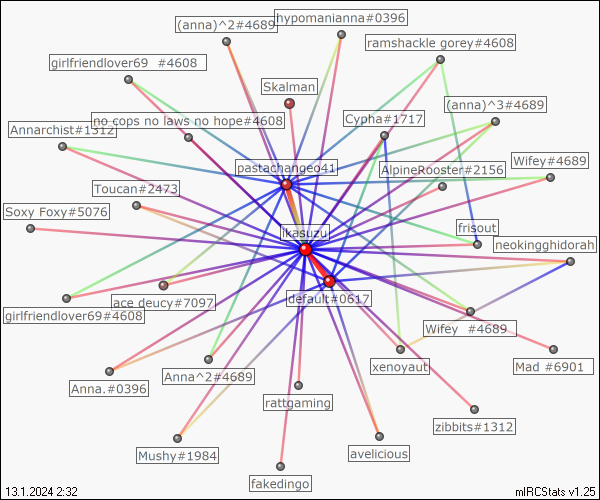 (anna)^2#4689
hypomanianna#0396
ramshackle gorey#4608
girlfriendlover69 #4608
Skalman
(anna)^3#4689
no cops no laws no hope#4608
Cypha#1717
Annarchist#1312
pastachangeo41
AlpineRooster#2156
Wifey#4689
Toucan#2473
Soxy Foxy#5076
ikasuzu
frisout
neokingghidorah
ace deucy#7097
default#0617
girlfriendlover69#4608
Wifey #4689
Anna.#0396
Anna^2#4689
xenoyaut
Mad #6901
rattgaming
zibbits#1312
Mushy#1984
avelicious
fakedingo
13.1.2024 2:32
mIRCStats v1.25